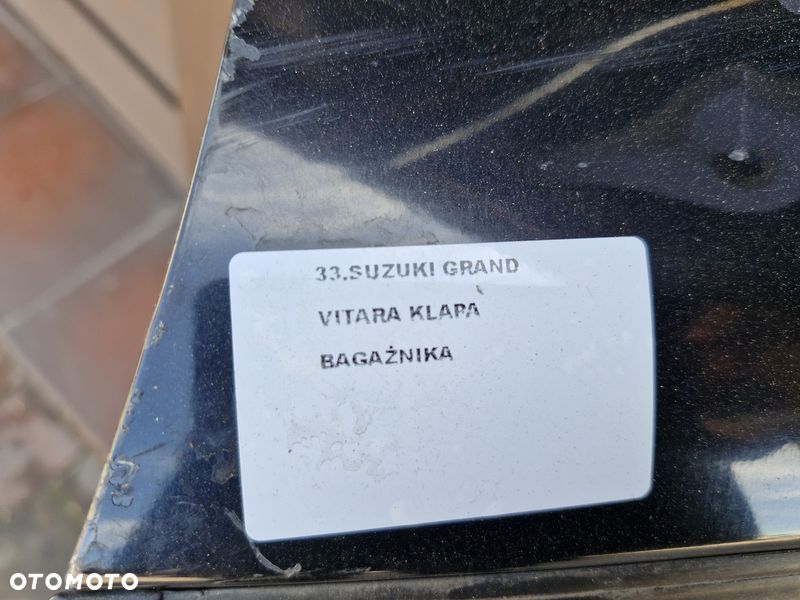 33.SUZUKI GRAND
VITARA KLAPA
BAGAŻNIKA
OTOMOTO